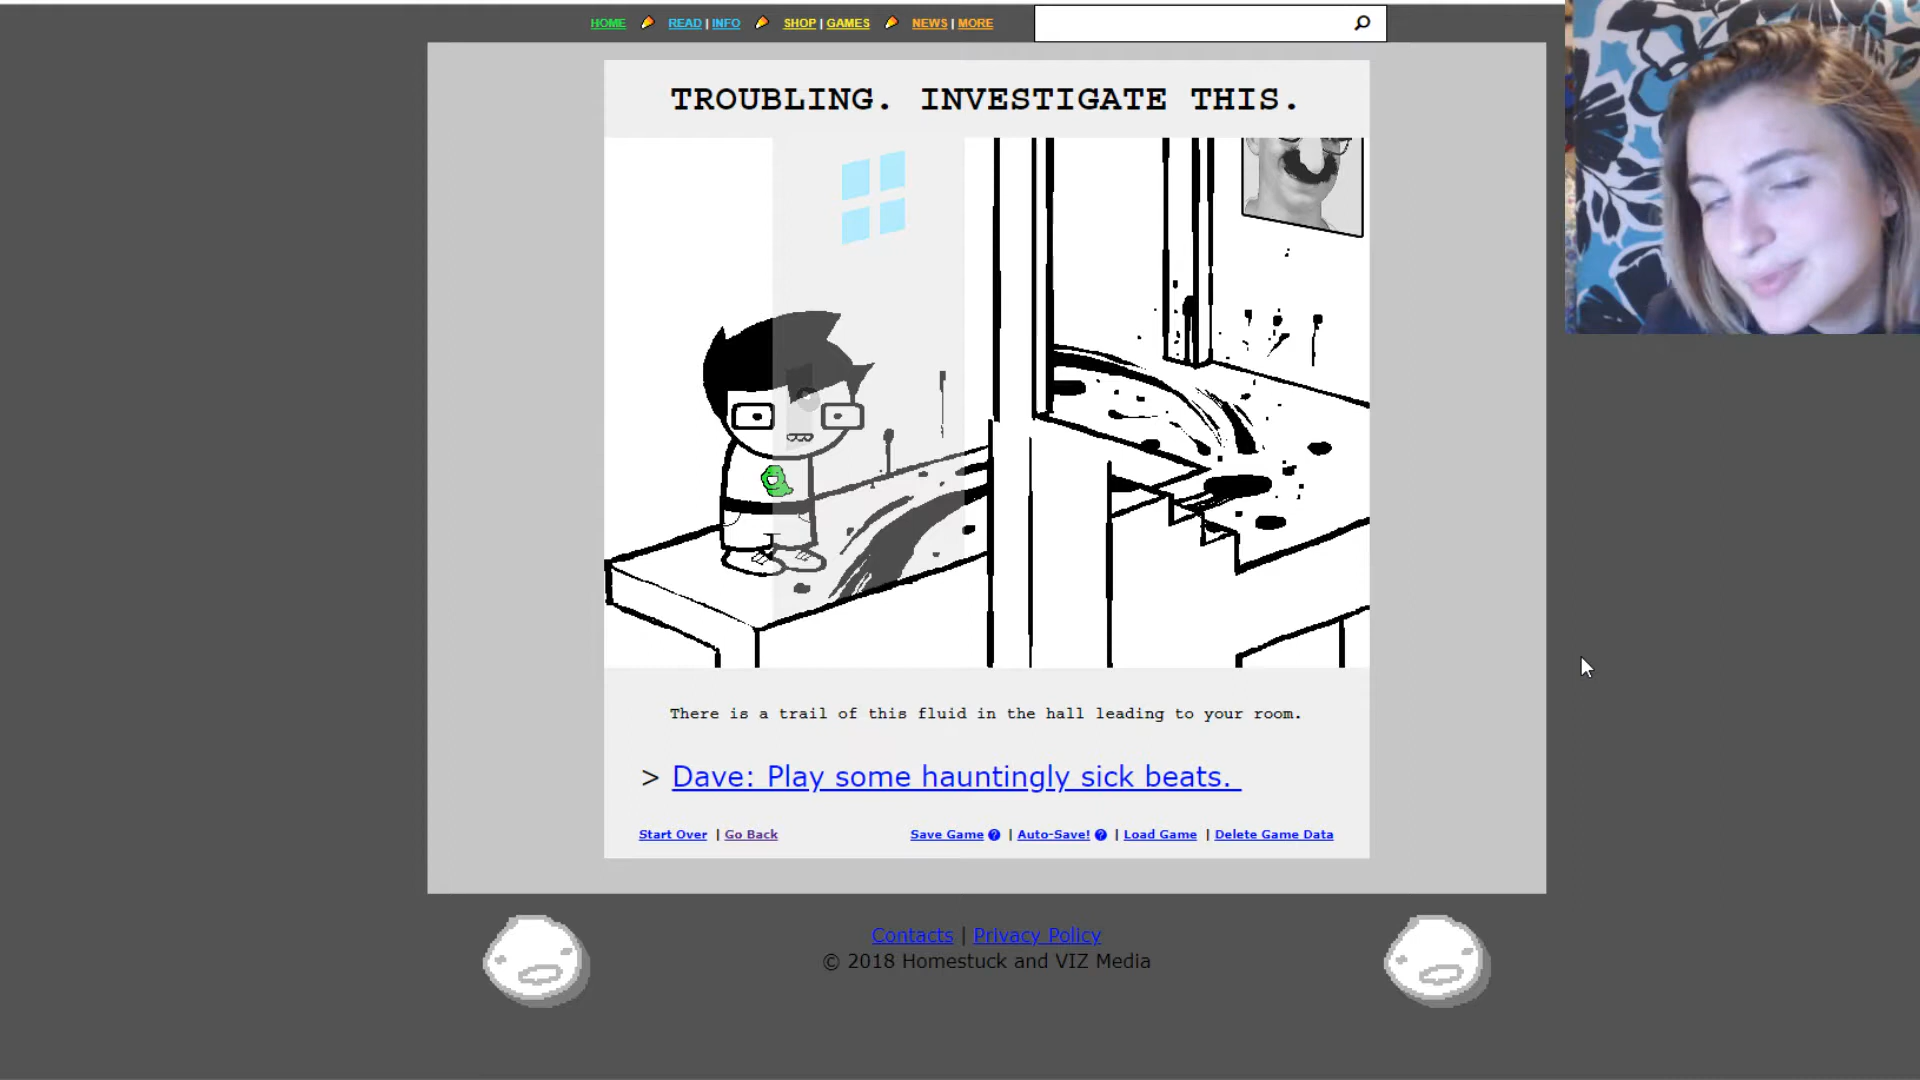 HOME READ | INFO SHOP | GAMES NEWS | MORE
TROUBLING. INVESTIGATE THIS.
There is a trail of this fluid in the hall leading to your room.
> Dave: Play some hauntingly sick beats.
Start Over | Go Back Save Game ? | Auto-Save! ? | Load Game | Delete Game Data
Contacts | Privacy Policy
© 2018 Homestuck and VIZ Media